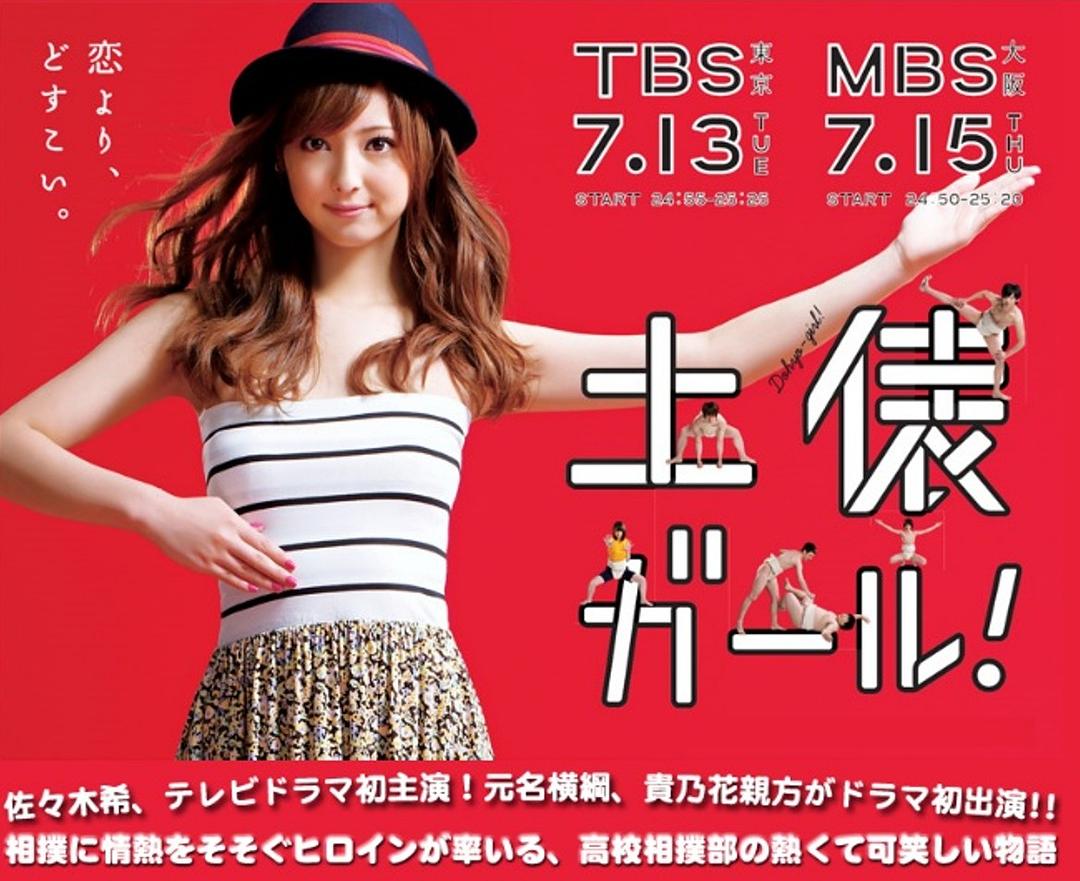 恋より、
どすこい。
TBS 東京
7.13 TUE
START 24:55-25:25
MBS 大阪
7.15 THU
START 24:50-25:20
Dohyo-girl!
土俵
ガール!
佐々木希、テレビドラマ初主演！元名横綱、貴乃花親方がドラマ初出演!!
相撲に情熱をそそぐヒロインが率いる、高校相撲部の熱くて可笑しい物語